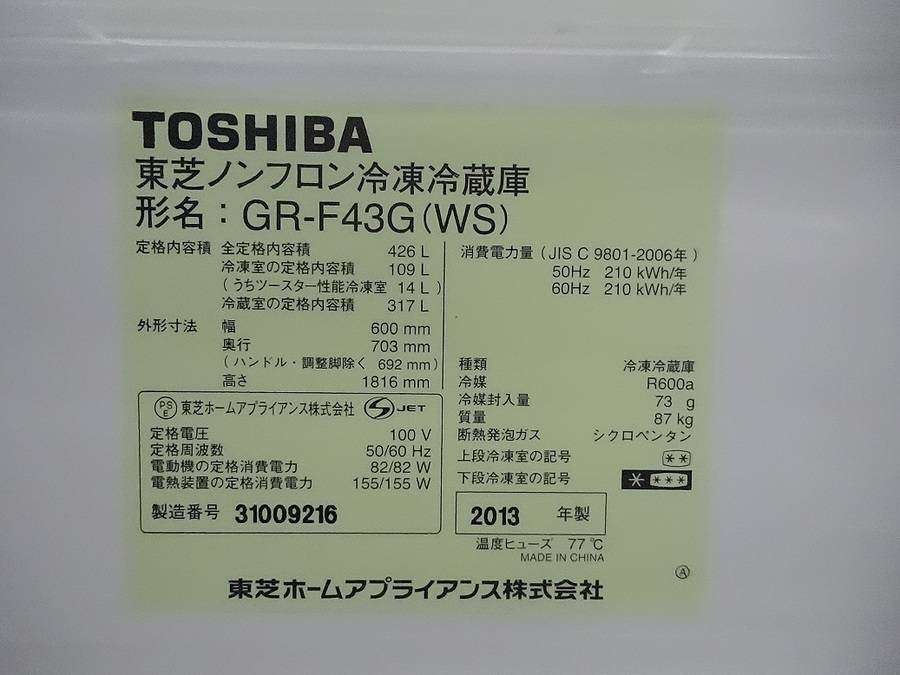 TOSHIBA
東芝ノンフロン冷凍冷蔵庫
形名：GR-F43G(WS)
定格内容積 全定格内容積 426 L
冷凍室の定格内容積 109 L
(うちツースター性能冷凍室 14 L)
冷蔵室の定格内容積 317 L
外形寸法 幅 600 mm
奥行 703 mm
(ハンドル・調整脚除く 692 mm)
高さ 1816 mm
PSE 東芝ホームアプライアンス株式会社 S JET
定格電圧 100 V
定格周波数 50/60 Hz
電動機の定格消費電力 82/82 W
電熱装置の定格消費電力 155/155 W
製造番号 31009216
消費電力量 (JIS C 9801-2006年)
50Hz 210 kWh/年
60Hz 210 kWh/年
種類 冷凍冷蔵庫
冷媒 R600a
冷媒封入量 73 g
質量 87 kg
断熱発泡ガス シクロペンタン
上段冷凍室の記号 **
下段冷凍室の記号 * ***
2013 年製
温度ヒューズ 77℃
MADE IN CHINA
Ⓐ
東芝ホームアプライアンス株式会社